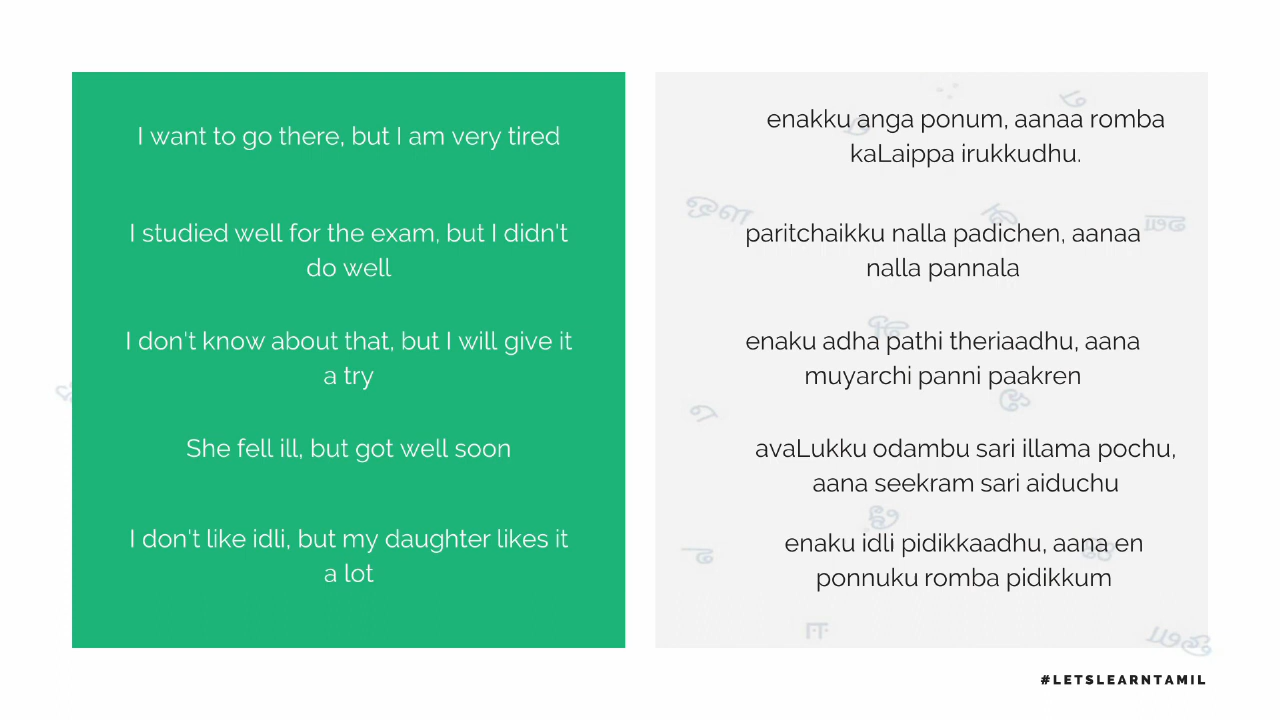 I want to go there, but I am very tired
I studied well for the exam, but I didn't
do well
I don't know about that, but I will give it
a try
She fell ill, but got well soon
I don't like idli, but my daughter likes it
a lot
enakku anga ponum, aanaa romba
kaLaippa irukkudhu.
paritchaikku nalla padichen, aanaa
nalla pannala
enaku adha pathi theriaadhu, aana
muyarchi panni paakren
avaLukku odambu sari illama pochu,
aana seekram sari aiduchu
enaku idli pidikkaadhu, aana en
ponnuku romba pidikkum
#LETSLEARNTAMIL